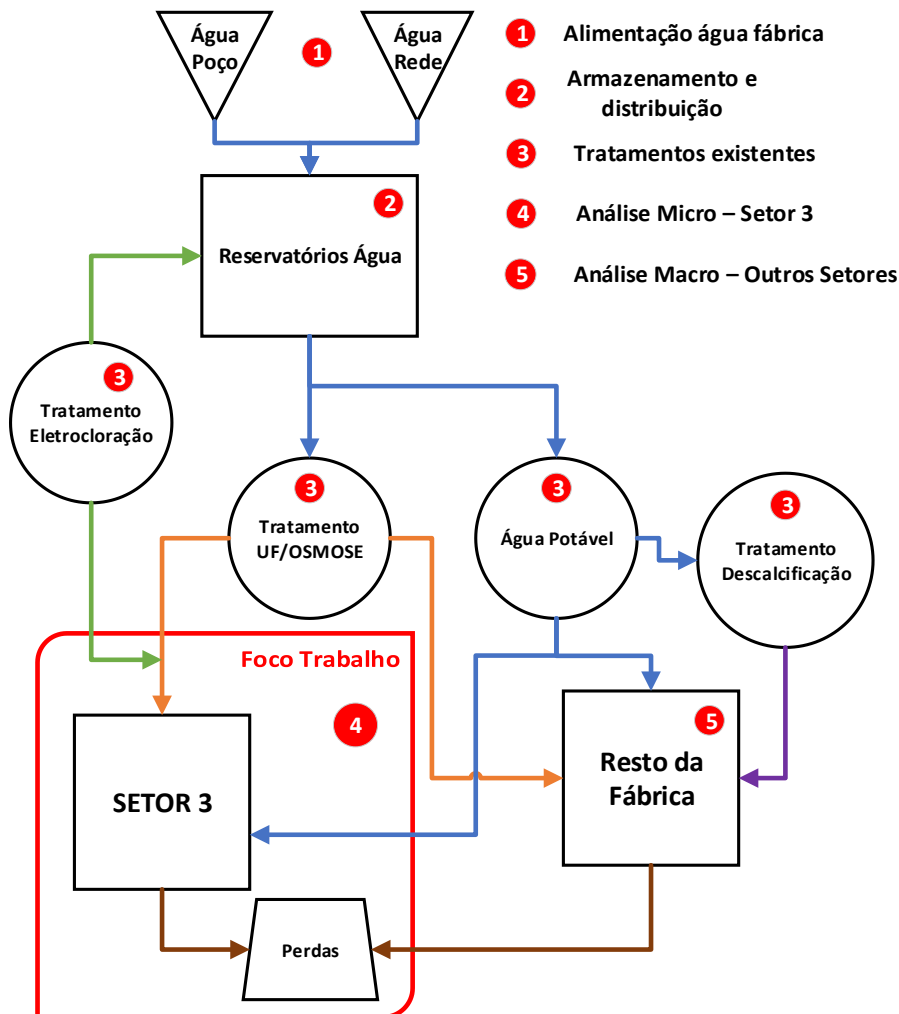 Água
Poço
1
Água
Rede
1 Alimentação água fábrica
2 Armazenamento e
distribuição
3 Tratamentos existentes
4 Análise Micro – Setor 3
5 Análise Macro – Outros Setores
2
Reservatórios Água
3
Tratamento
Eletrocloração
3
Tratamento
UF/OSMOSE
3
Água Potável
3
Tratamento
Descalcificação
Foco Trabalho
4
SETOR 3
5
Resto da
Fábrica
Perdas